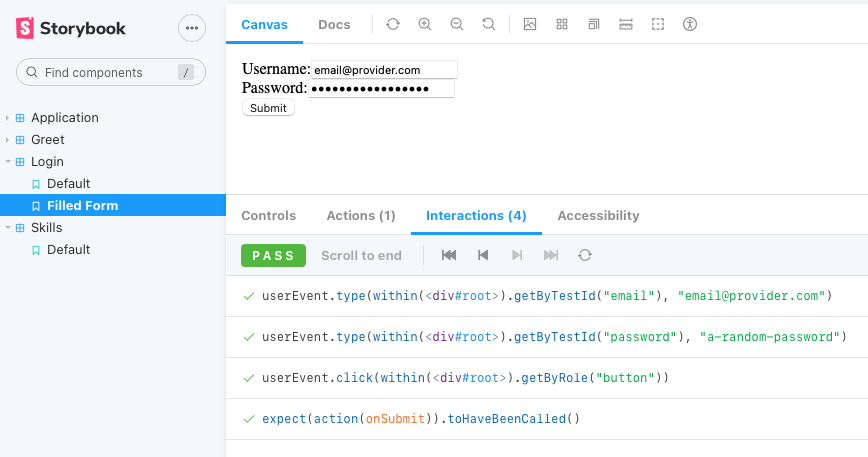 Storybook
Find components /
Application
Greet
Login
Default
Filled Form
Skills
Default
Canvas Docs
Username: email@provider.com
Password: •••••••••••••••••
Submit
Controls Actions (1) Interactions (4) Accessibility
PASS Scroll to end
userEvent.type(within(<div#root>).getByTestId("email"), "email@provider.com")
userEvent.type(within(<div#root>).getByTestId("password"), "a-random-password")
userEvent.click(within(<div#root>).getByRole("button"))
expect(action(onSubmit)).toHaveBeenCalled()